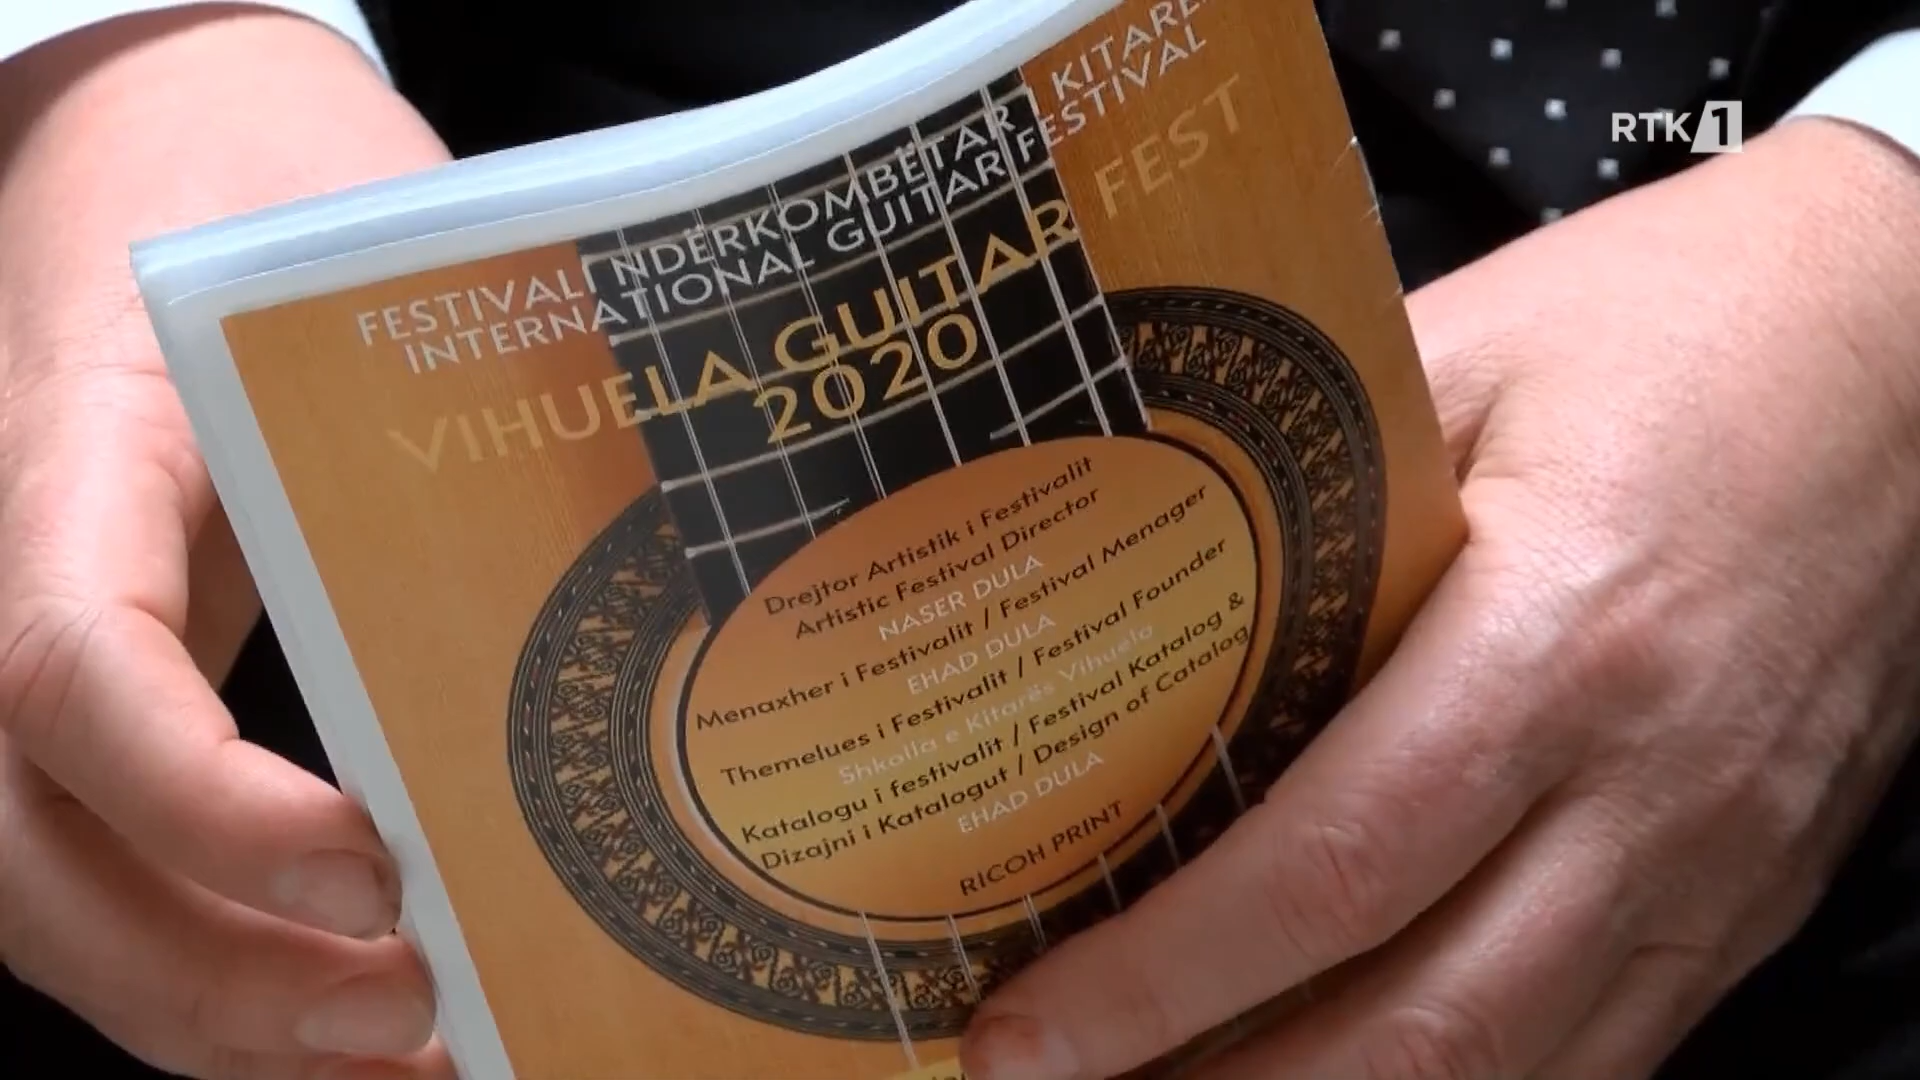 RTK/1
FESTIVALI NDËRKOMBËTAR I KITARËS
INTERNATIONAL GUITAR FESTIVAL
VIHUELA GUITAR FEST
2020
Drejtor Artistik i Festivalit
Artistic Festival Director
NASER DULA
Menaxher i Festivalit / Festival Menager
EHAD DULA
Themelues i Festivalit / Festival Founder
Shkolla e Kitarës Vihuela
Katalogu i festivalit / Festival Katalog &
Dizajni i Katalogut / Design of Catalog
EHAD DULA
RICOH PRINT